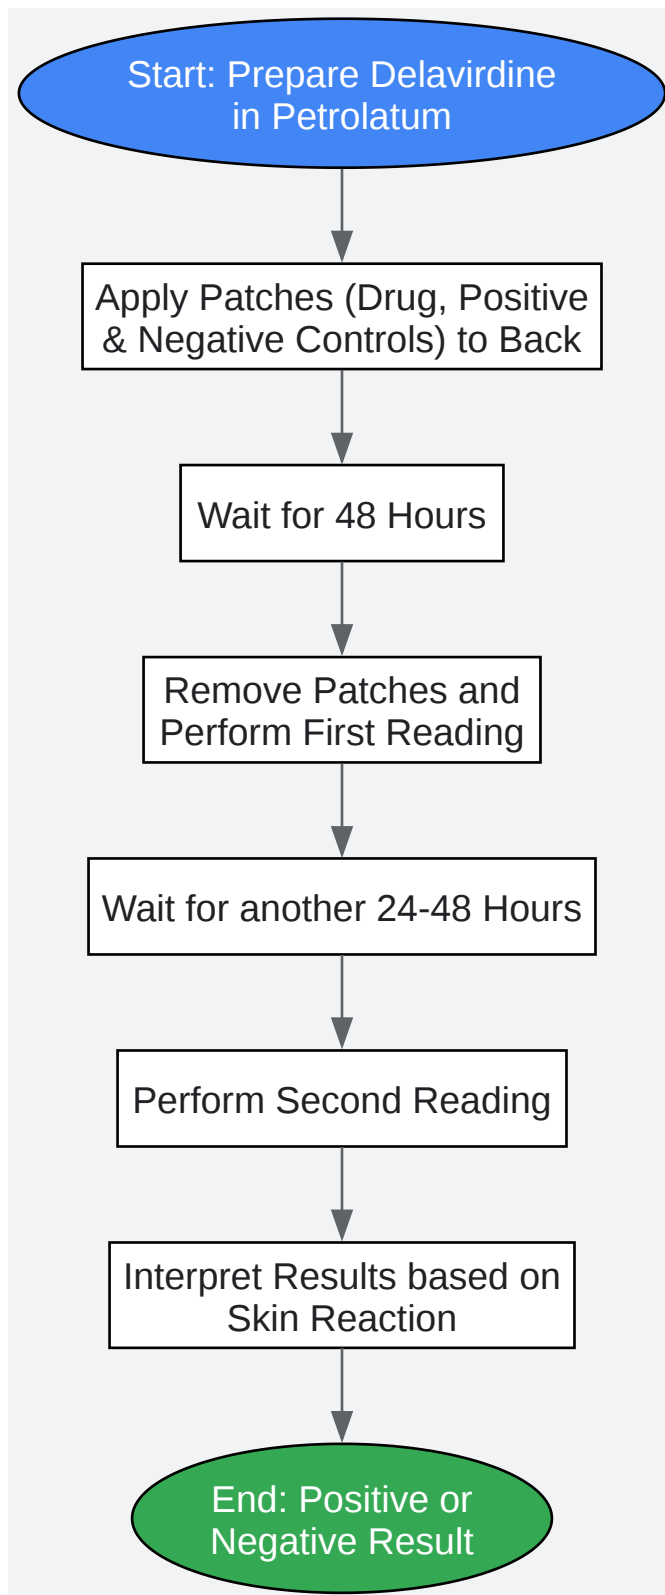 Start: Prepare Delavirdine
in Petrolatum
Apply Patches (Drug, Positive
& Negative Controls) to Back
Wait for 48 Hours
Remove Patches and
Perform First Reading
Wait for another 24-48 Hours
Perform Second Reading
Interpret Results based on
Skin Reaction
End: Positive or
Negative Result